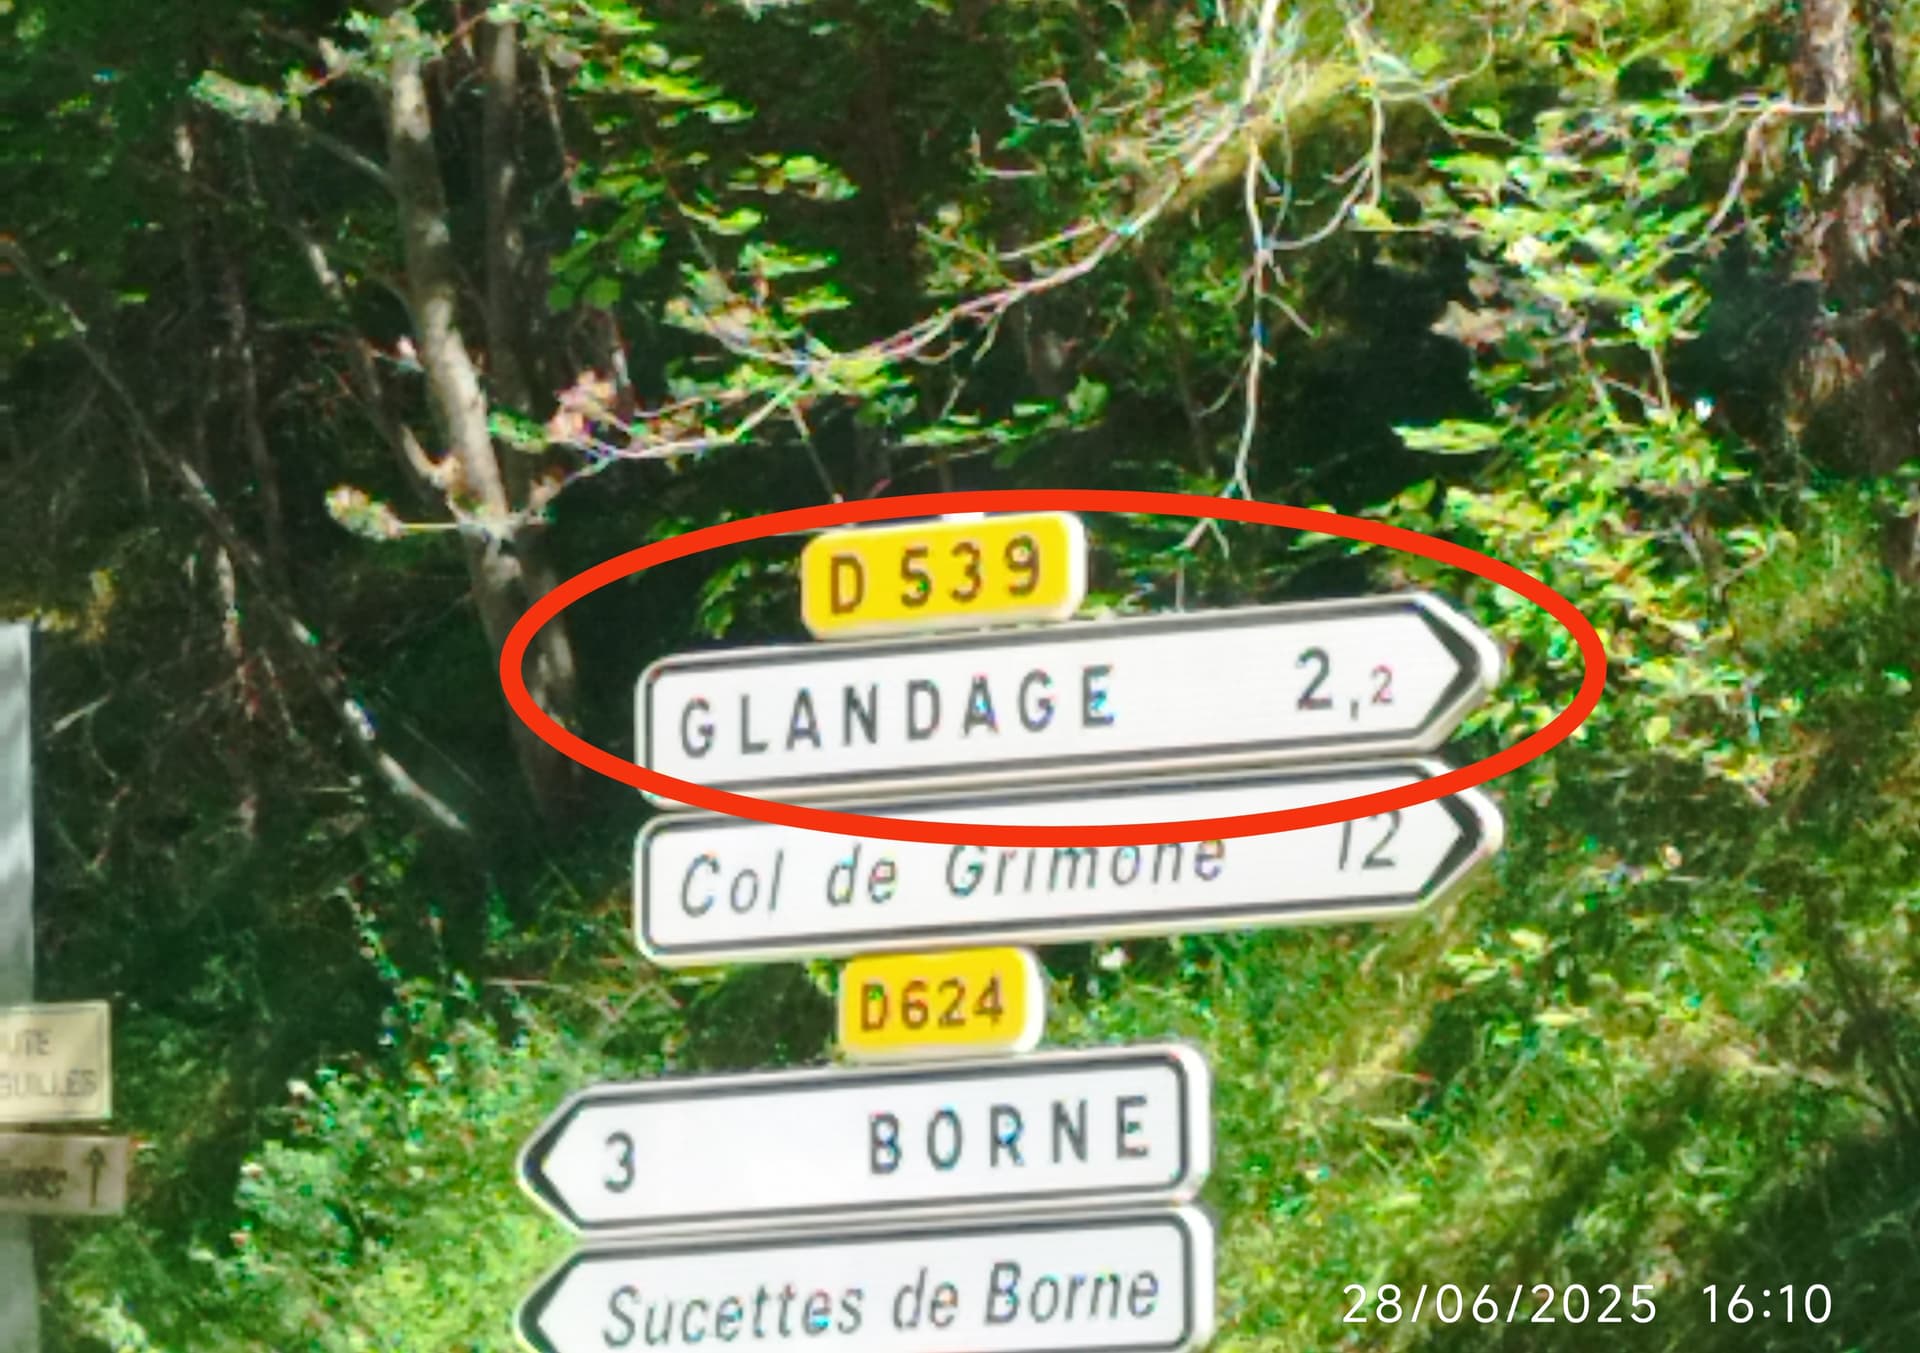 D 539
GLANDAGE 2,2
Col de Grimone 12
D624
3 BORNE
Sucettes de Borne
28/06/2025 16:10